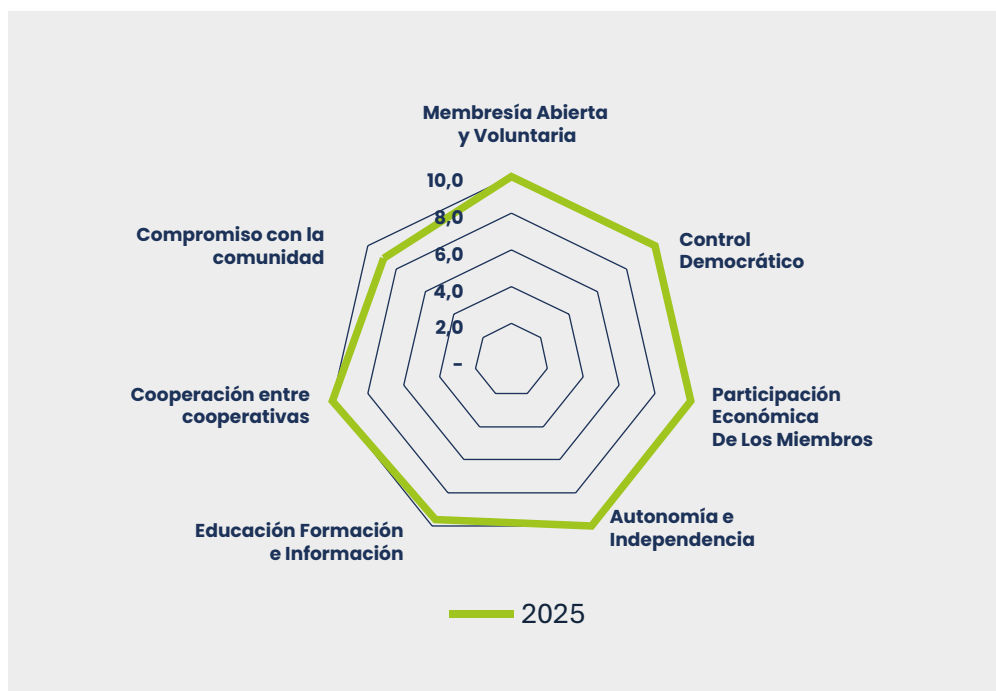 Membresía Abierta
y Voluntaria
10,0
8,0
6,0
4,0
2,0
–
Compromiso con la
comunidad
Control
Democrático
Cooperación entre
cooperativas
Participación
Económica
De Los Miembros
Educación Formación
e Información
Autonomía e
Independencia
2025